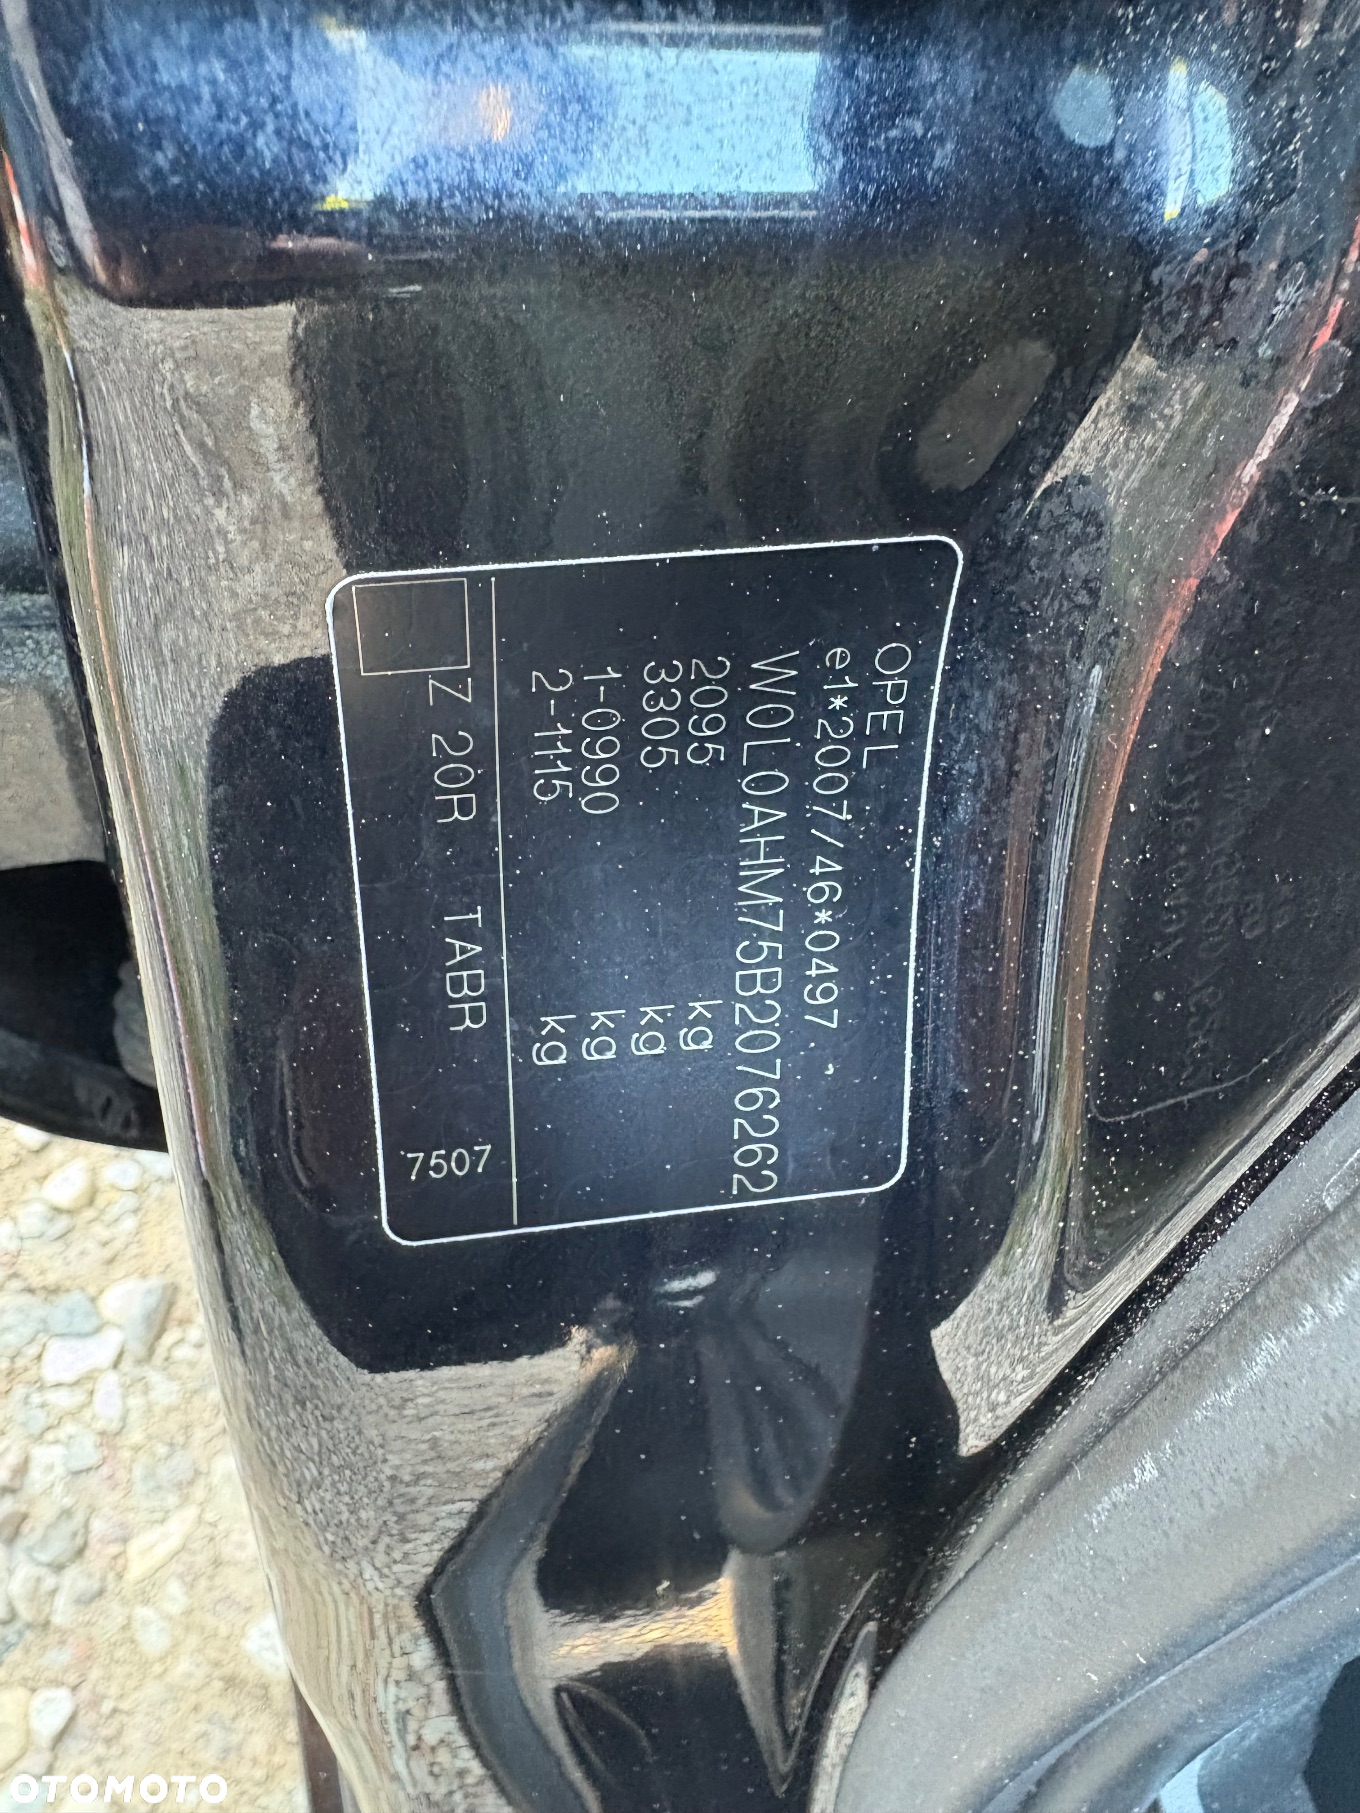 OPEL
e1*2007/46*0497
W0L0AHM75B2076262
2095 kg
3305 kg
1-0990 kg
2-1115 kg
Z 20R TABR 7507
OTOMOTO